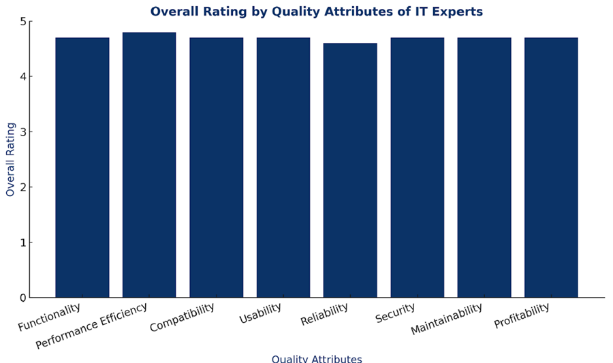 Overall Rating by Quality Attributes of IT Experts
Overall Rating
5
4
3
2
1
0
Functionality
Performance Efficiency
Compatibility
Usability
Reliability
Security
Maintainability
Profitability
Quality Attributes